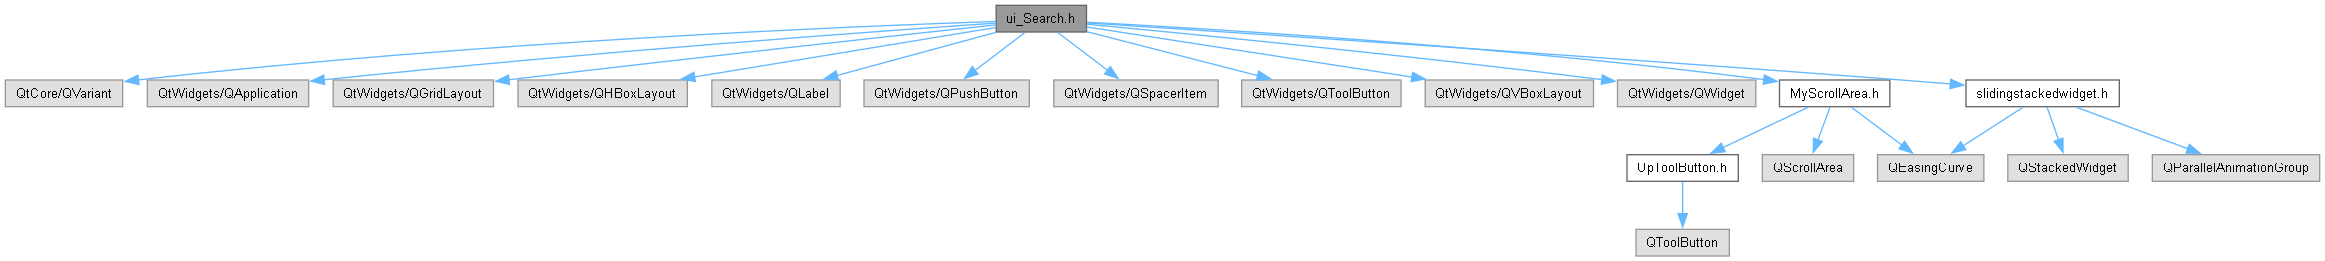 ui_Search.h
QtCore/QVariant
QtWidgets/QApplication
QtWidgets/QGridLayout
QtWidgets/QHBoxLayout
QtWidgets/QLabel
QtWidgets/QPushButton
QtWidgets/QSpacerItem
QtWidgets/QToolButton
QtWidgets/QVBoxLayout
QtWidgets/QWidget
MyScrollArea.h
slidingstackedwidget.h
UpToolButton.h
QScrollArea
QEasingCurve
QStackedWidget
QParallelAnimationGroup
QToolButton